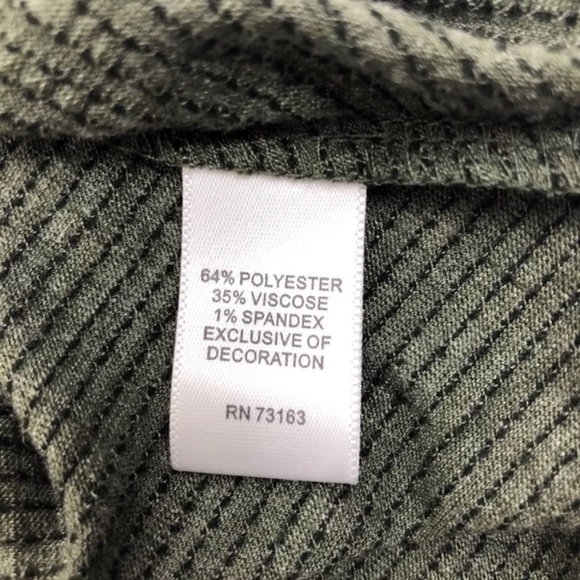 64% POLYESTER
35% VISCOSE
1% SPANDEX
EXCLUSIVE OF
DECORATION
RN 73163